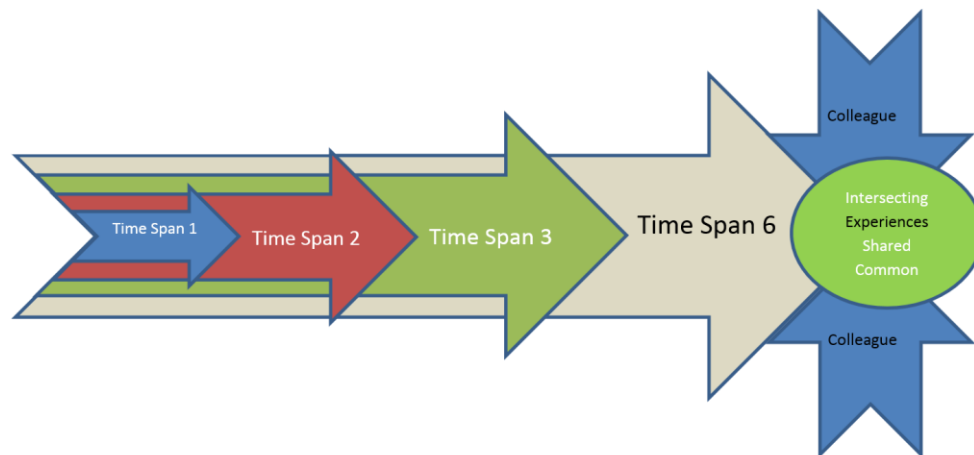 Colleague
Time Span 1
Time Span 2
Time Span 3
Time Span 6
Intersecting
Experiences
Shared
Common
Colleague